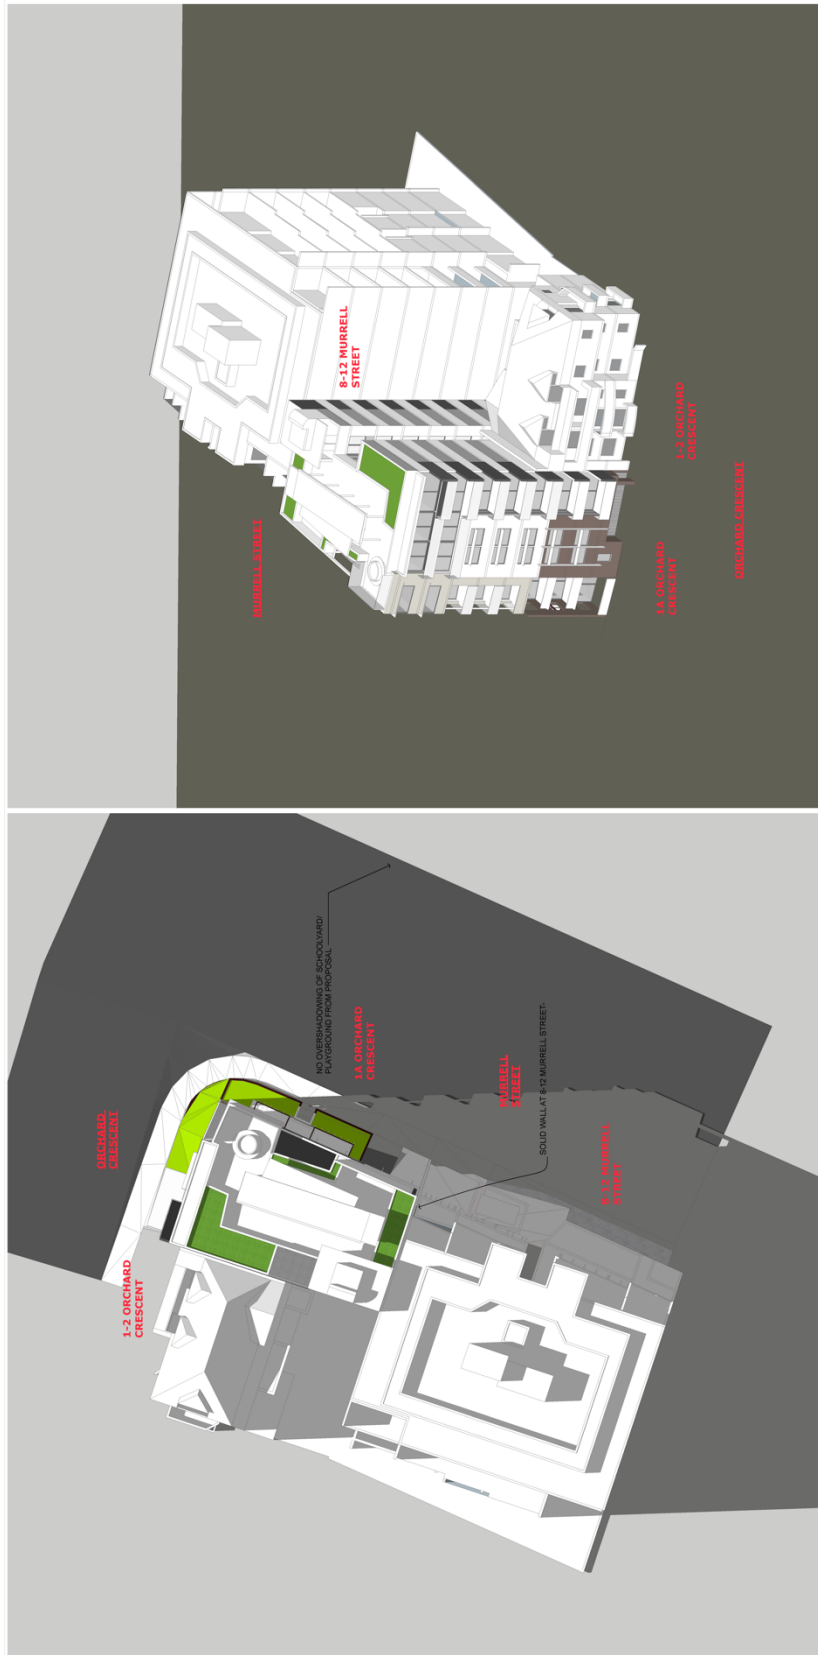 8-12 MURRELL
STREET
MURRELL STREET
1-2 ORCHARD
CRESCENT
1A ORCHARD
CRESCENT
ORCHARD CRESCENT
NO OVERSHADOWING OF SCHOOLYARD/
PLAYGROUND FROM PROPOSAL
1A ORCHARD
CRESCENT
ORCHARD
CRESCENT
MURRELL
STREET
SOLID WALL AT 8-12 MURRELL STREET
8-12 MURRELL
STREET
1-2 ORCHARD
CRESCENT